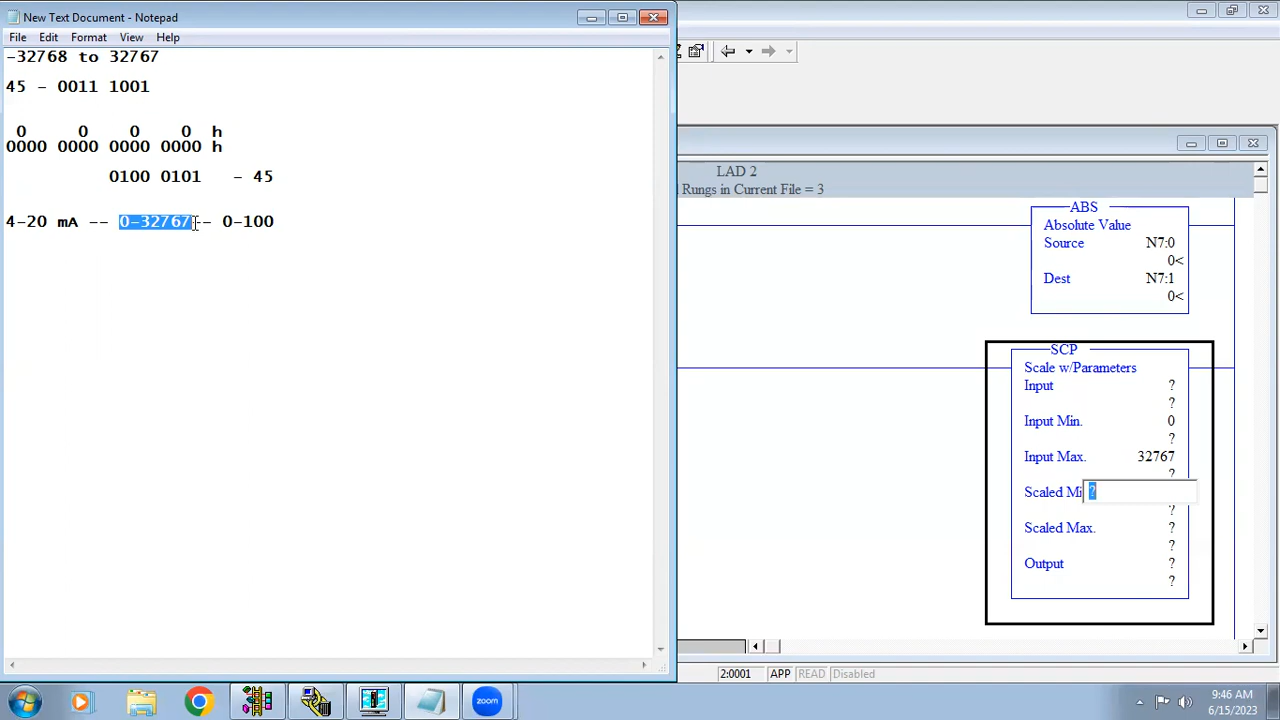 New Text Document - Notepad
File Edit Format View Help
-32768 to 32767
45 - 0011 1001
0 0 0 0 h
0000 0000 0000 0000 h
0100 0101 - 45
4-20 mA -- 0-32767-- 0-100
LAD 2
Rungs in Current File = 3
ABS
Absolute Value
Source N7:0
0<
Dest N7:1
0<
SCP
Scale w/Parameters
Input ?
?
Input Min. 0
?
Input Max. 32767
?
Scaled Mi ?
?
Scaled Max. ?
?
Output ?
?
2:0001 APP READ Disabled
zoom
9:46 AM
6/15/2023